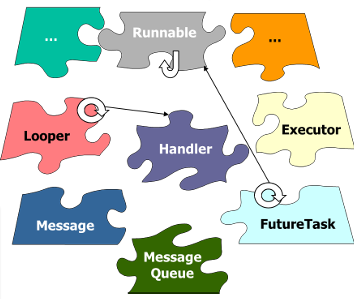 ...
Runnable
...
Looper
Handler
Executor
Message
FutureTask
Message
Queue